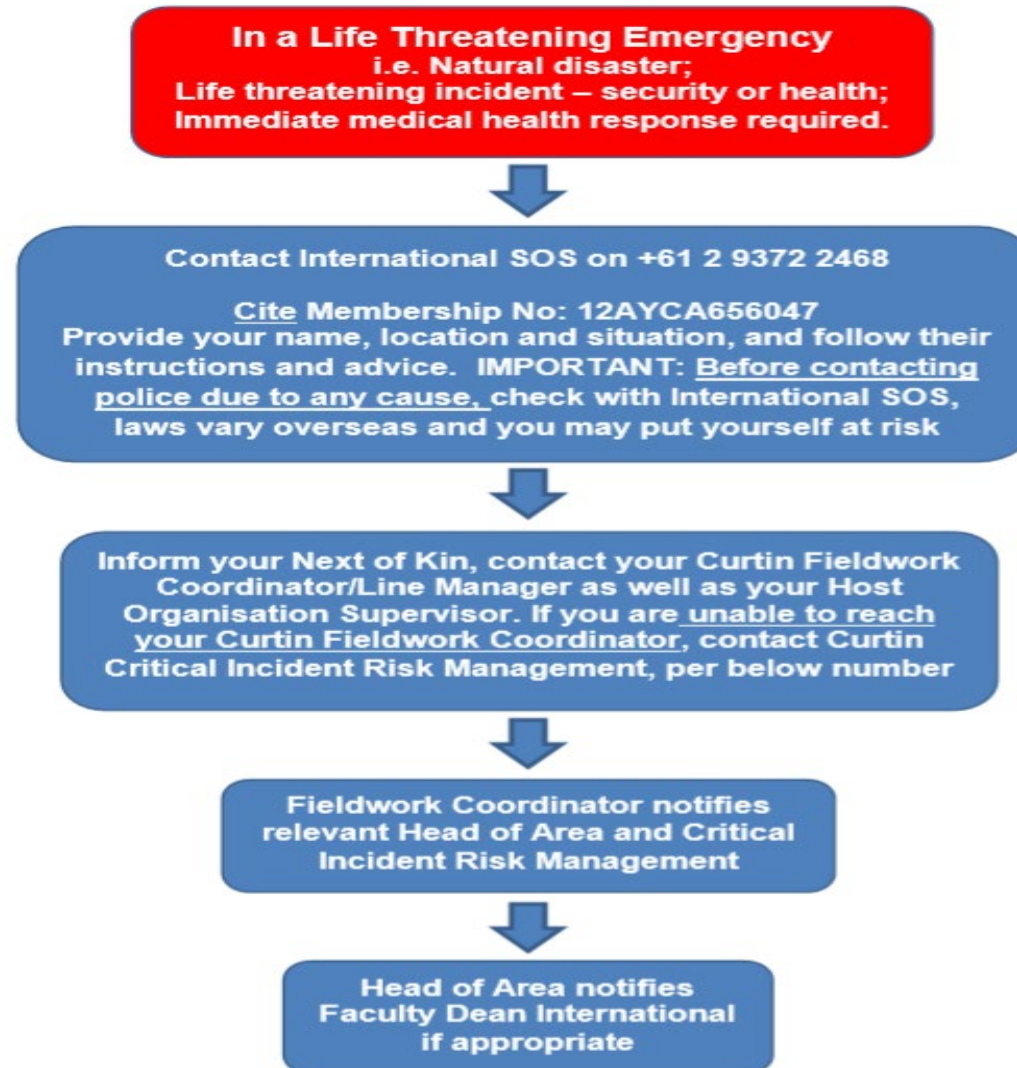 In a Life Threatening Emergency
i.e. Natural disaster;
Life threatening incident – security or health;
Immediate medical health response required.
Contact International SOS on +61 2 9372 2468
Cite Membership No: 12AYCA656047
Provide your name, location and situation, and follow their
instructions and advice.  IMPORTANT: Before contacting
police due to any cause, check with International SOS,
laws vary overseas and you may put yourself at risk
Inform your Next of Kin, contact your Curtin Fieldwork
Coordinator/Line Manager as well as your Host
Organisation Supervisor. If you are unable to reach
your Curtin Fieldwork Coordinator, contact Curtin
Critical Incident Risk Management, per below number
Fieldwork Coordinator notifies
relevant Head of Area and Critical
Incident Risk Management
Head of Area notifies
Faculty Dean International
if appropriate